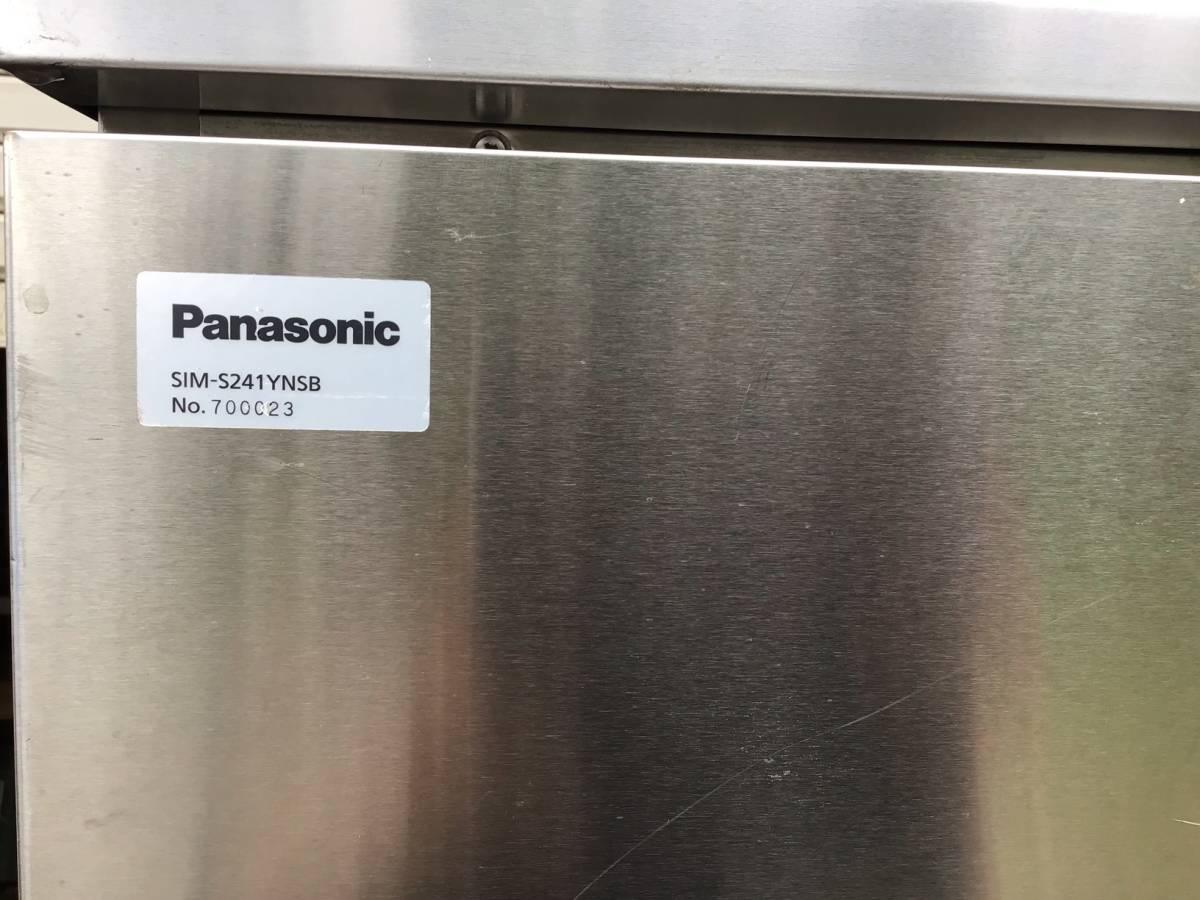 Panasonic
SIM-S241YNSB
No. 700023